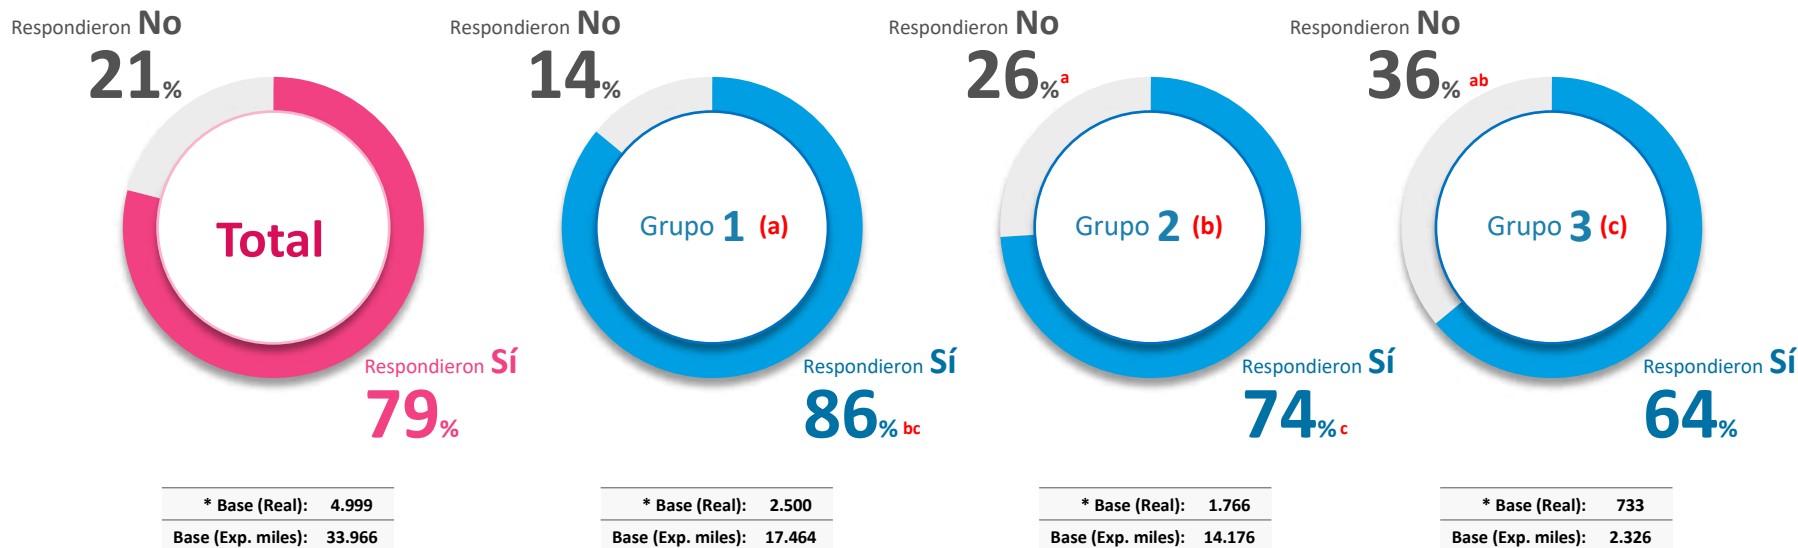 Respondieron No
21%
Total
Respondieron Sí
79%
* Base (Real): 4.999
Base (Exp. miles): 33.966
Respondieron No
14%
Grupo 1 (a)
Respondieron Sí
86% bc
* Base (Real): 2.500
Base (Exp. miles): 17.464
Respondieron No
26% a
Grupo 2 (b)
Respondieron Sí
74% c
* Base (Real): 1.766
Base (Exp. miles): 14.176
Respondieron No
36% ab
Grupo 3 (c)
Respondieron Sí
64%
* Base (Real): 733
Base (Exp. miles): 2.326